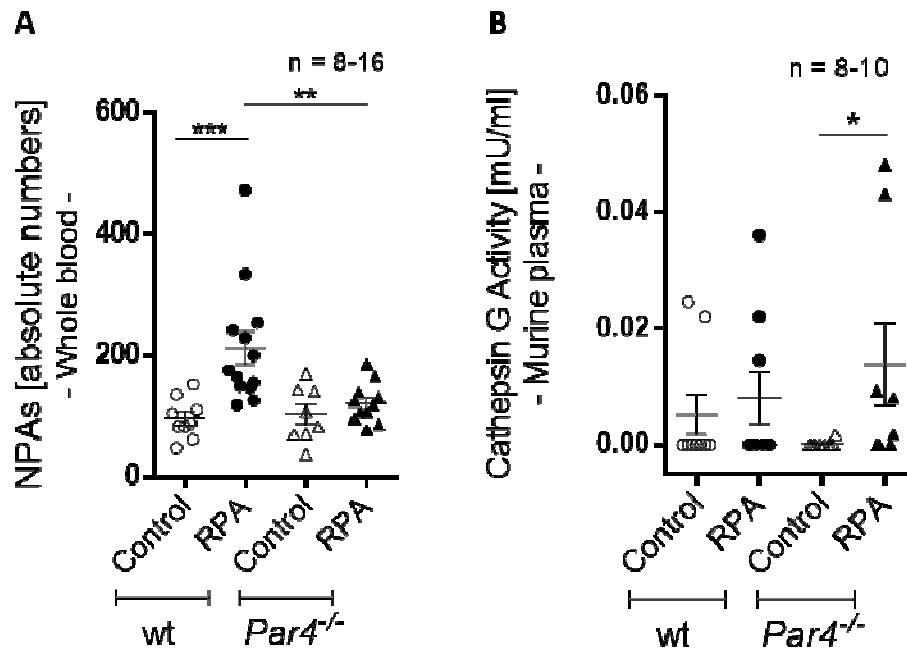 A
n = 8-16
NPAs [absolute numbers]
- Whole blood -
600
400
200
0
***
**
Control
RPA
Control
RPA
wt
Par4-/-
B
n = 8-10
Cathepsin G Activity [mU/ml]
- Murine plasma -
0.06
0.04
0.02
0.00
*
Control
RPA
Control
RPA
wt
Par4-/-